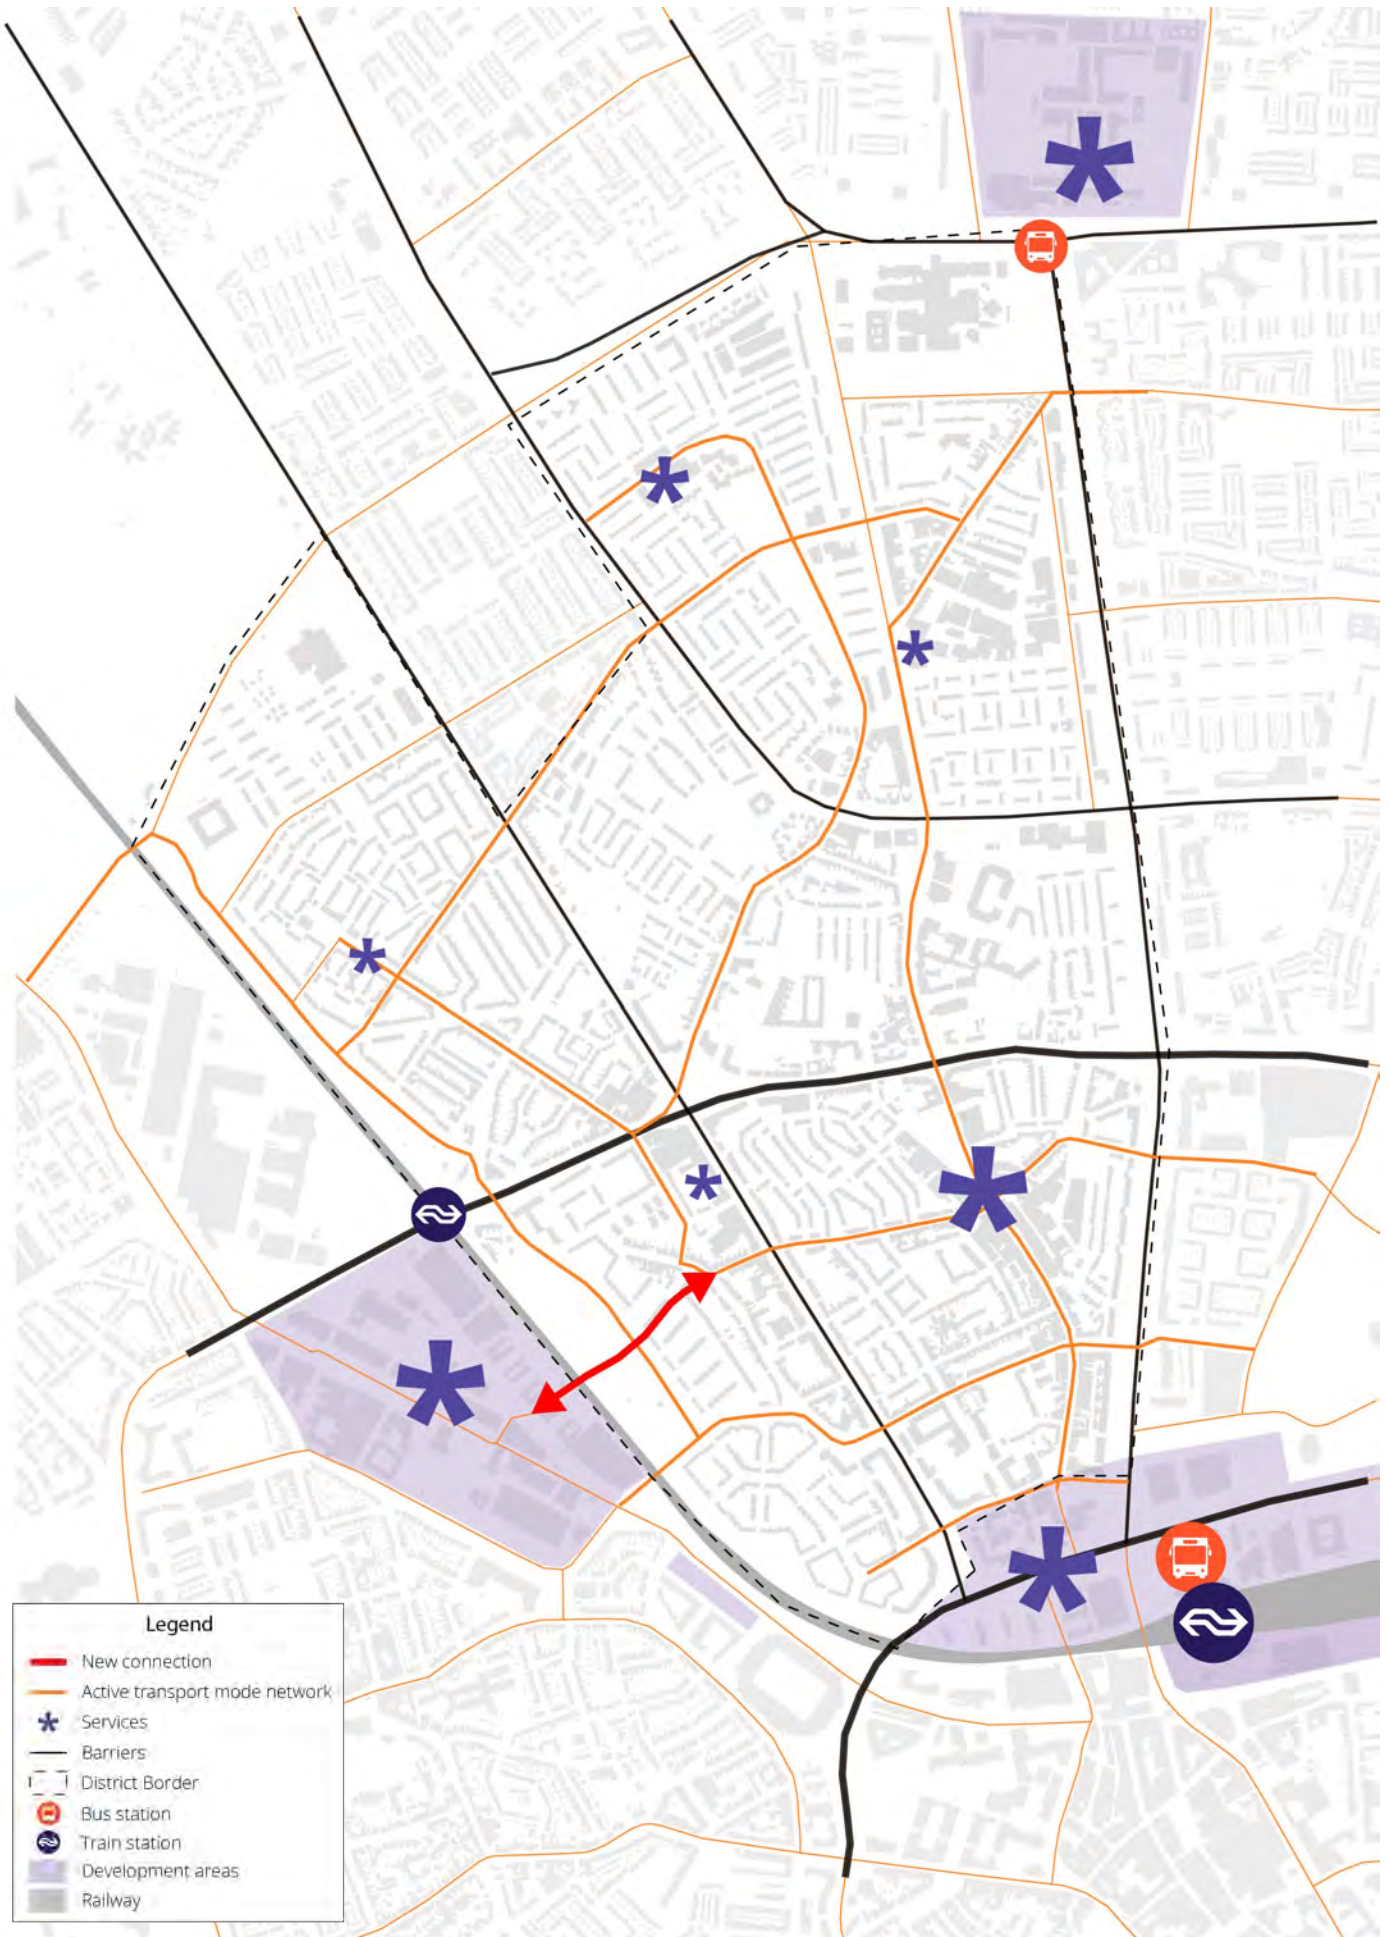 Legend
New connection
Active transport mode network
Services
Barriers
District Border
Bus station
Train station
Development areas
Railway